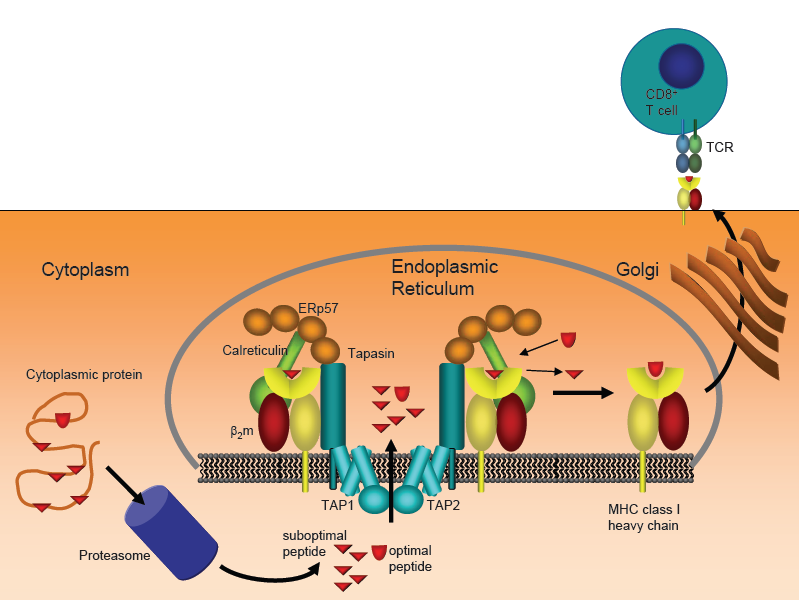 CD8+
T cell
TCR
Cytoplasm
Endoplasmic
Reticulum
Golgi
ERp57
Calreticulin
Tapasin
Cytoplasmic protein
β2m
TAP1
TAP2
MHC class I
heavy chain
suboptimal
peptide
optimal
peptide
Proteasome